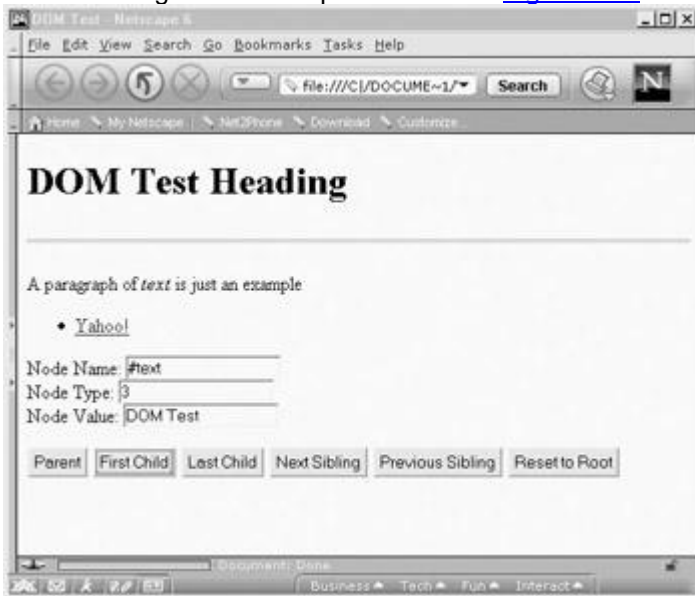 DOM Test - Netscape 6
File Edit View Search Go Bookmarks Tasks Help
file:///C|/DOCUME~1/ Search N
Home My Netscape Net2Phone Download Customize...
DOM Test Heading
A paragraph of text is just an example
• Yahoo!
Node Name: #text
Node Type: 3
Node Value: DOM Test
Parent First Child Last Child Next Sibling Previous Sibling Reset to Root
Document: Done
Business Tech Fun Interact